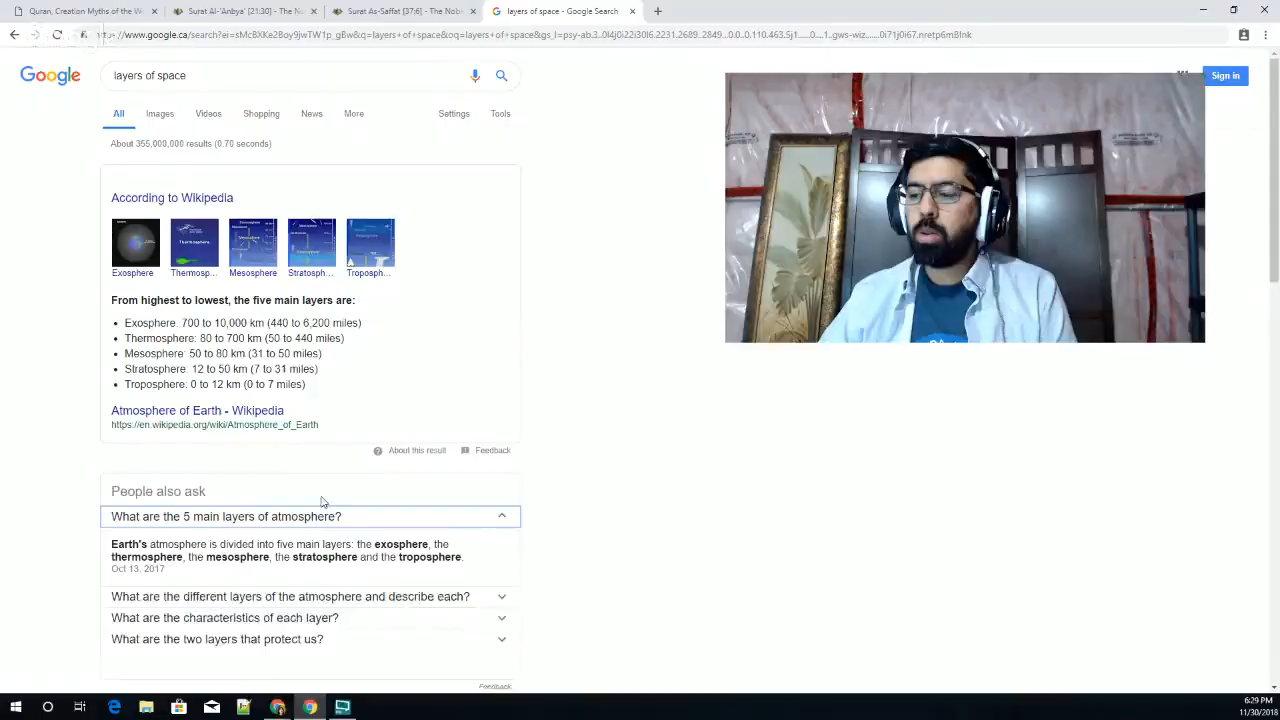 Quran, Creation Myths of the W
Surat Al-'Anbya' [21:30] - The Nu
Surat As-Saffat [37:6] - The Nob
layers of space - Google Search
https://www.google.ca/search?
Google
layers of space
Sign in
All Images Videos Shopping News More Settings Tools
About 355,000,000 results (0.70 seconds)
According to Wikipedia
Exosphere Thermosp... Mesosphere Stratosph... Troposph...
From highest to lowest, the five main layers are:
Exosphere: 700 to 10,000 km (440 to 6,200 miles)
Thermosphere: 80 to 700 km (50 to 440 miles)
Mesosphere: 50 to 80 km (31 to 50 miles)
Stratosphere: 12 to 50 km (7 to 31 miles)
Troposphere: 0 to 12 km (0 to 7 miles)
Atmosphere of Earth - Wikipedia
https://en.wikipedia.org/wiki/Atmosphere_of_Earth
About this result Feedback
People also ask
What are the 5 main layers of atmosphere?
Earth's atmosphere is divided into five main layers: the exosphere, the
thermosphere, the mesosphere, the stratosphere and the troposphere.
Oct 13, 2017
What are the different layers of the atmosphere and describe each?
What are the characteristics of each layer?
What are the two layers that protect us?
Feedback
6:29 PM
11/30/2018